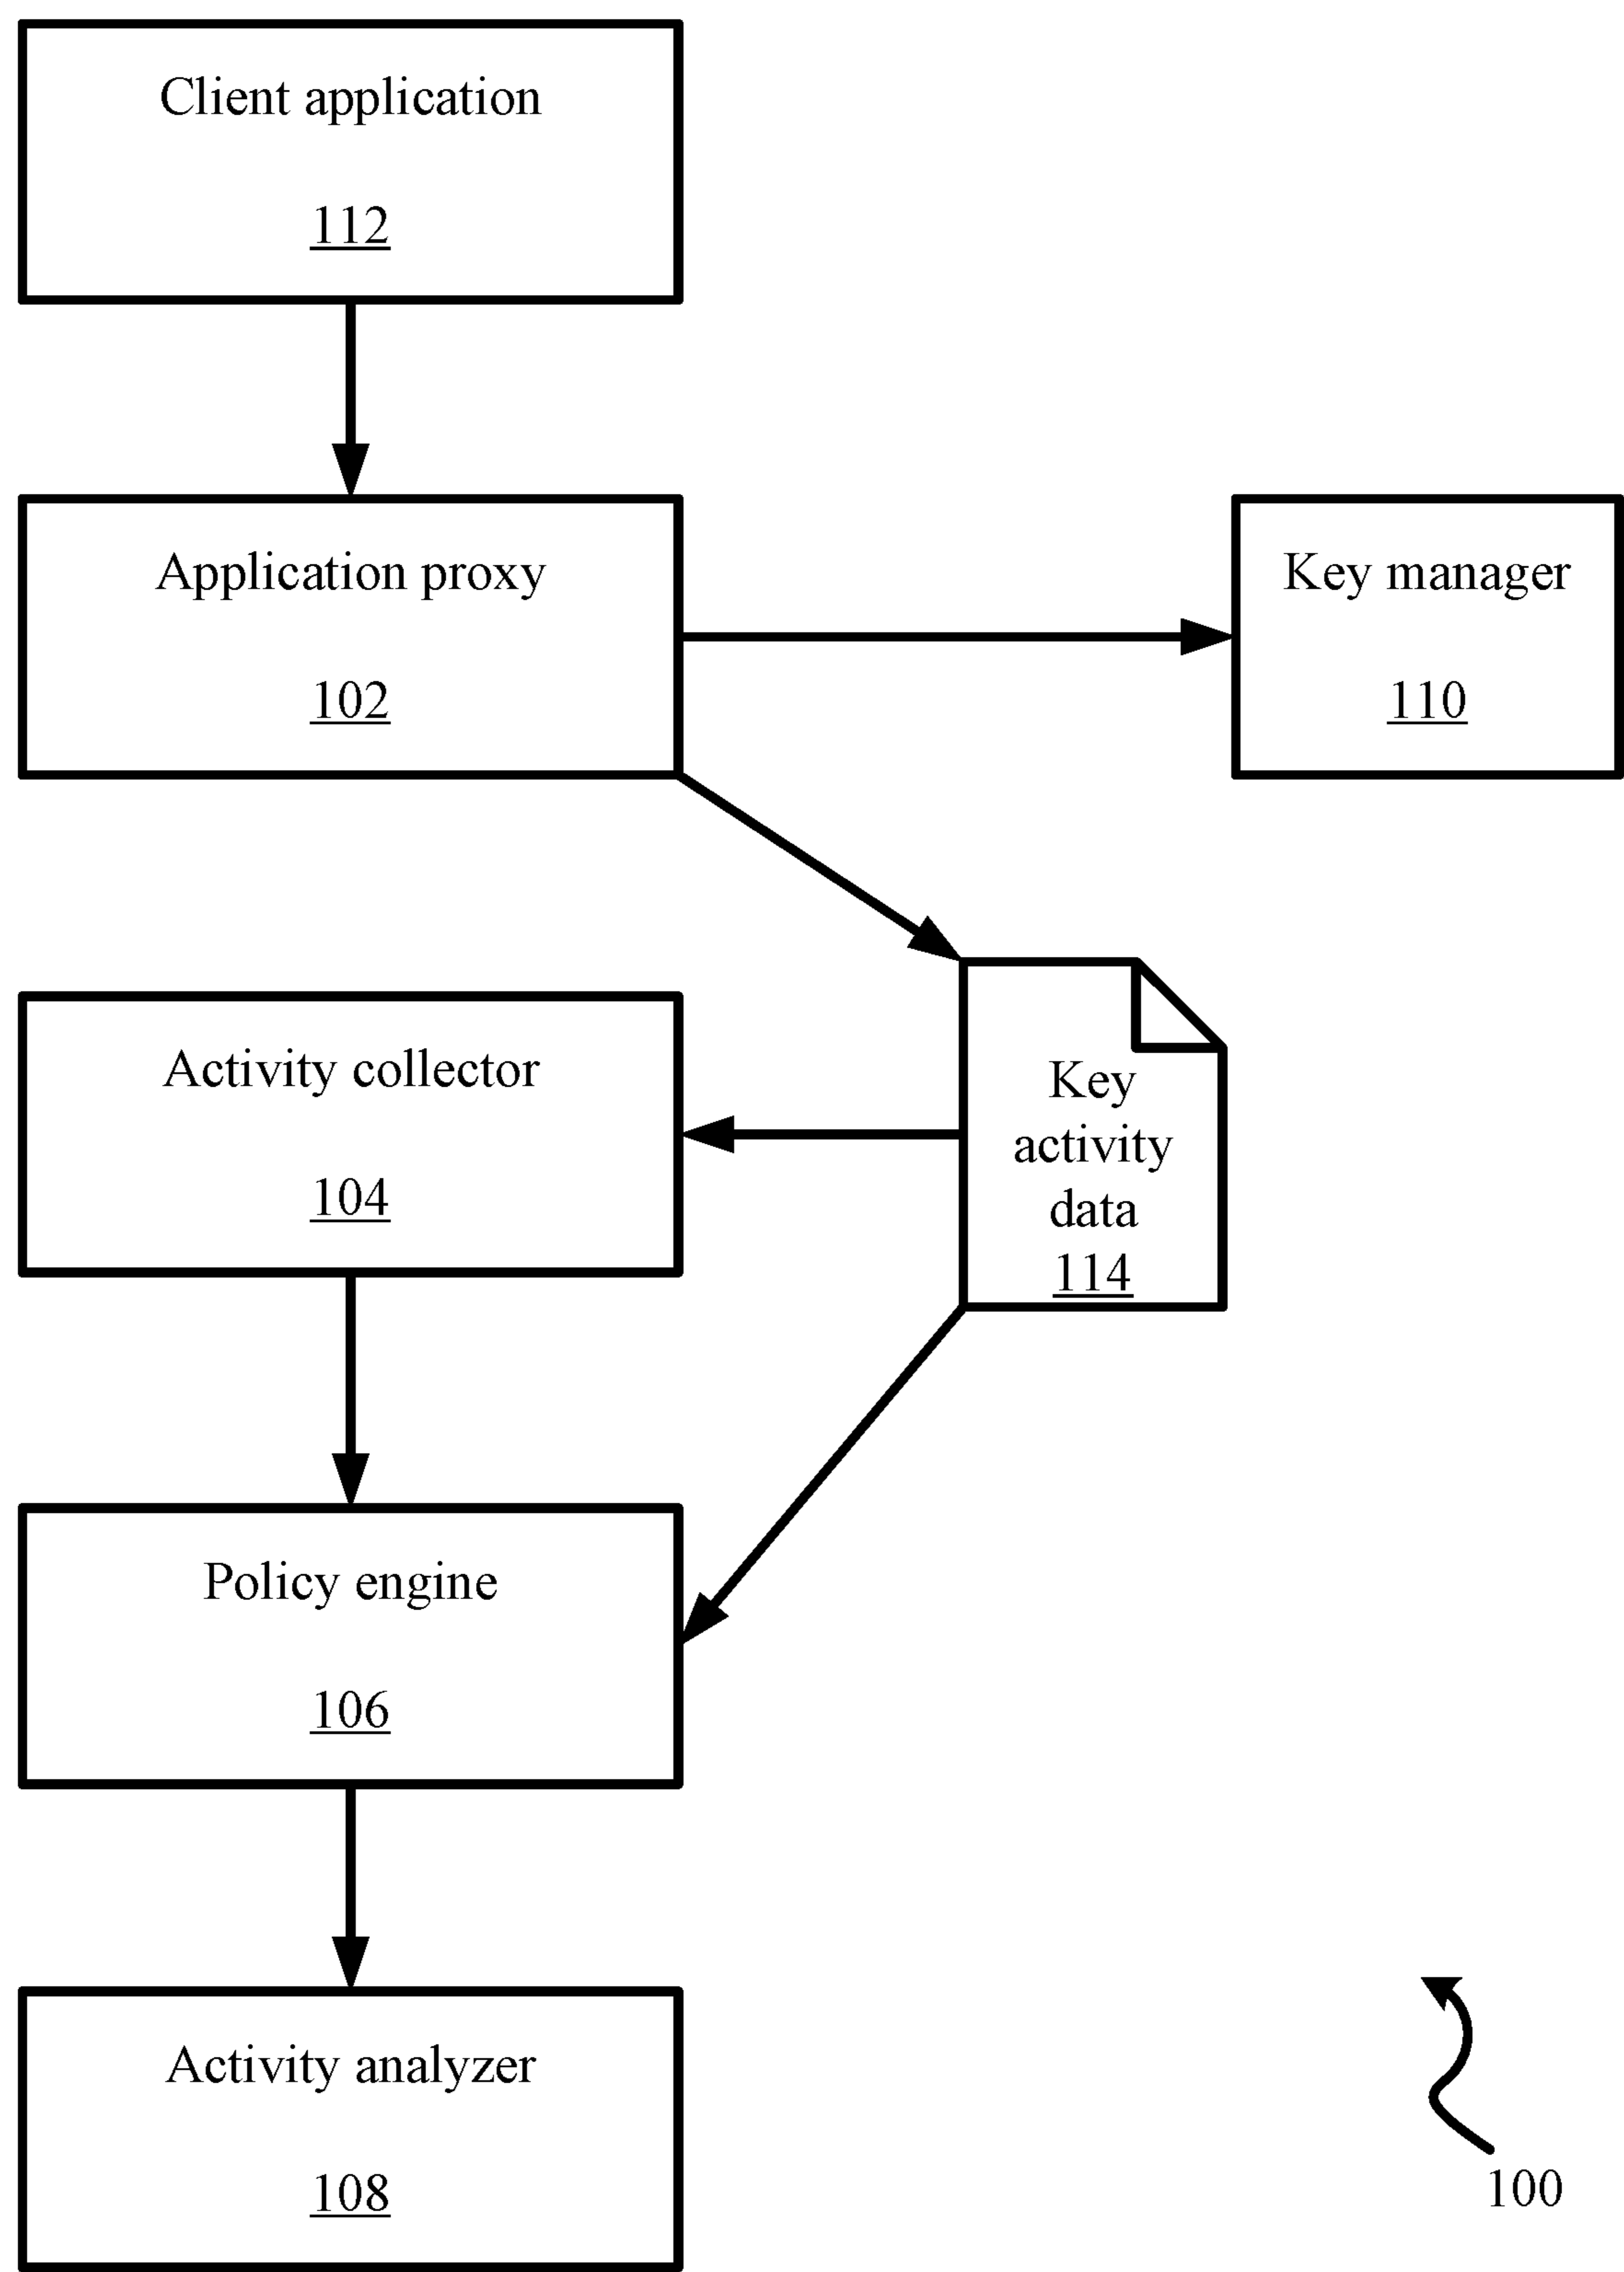 Client application
112
Application proxy
102
Key manager
110
Activity collector
104
Key
activity
data
114
Policy engine
106
Activity analyzer
108
100